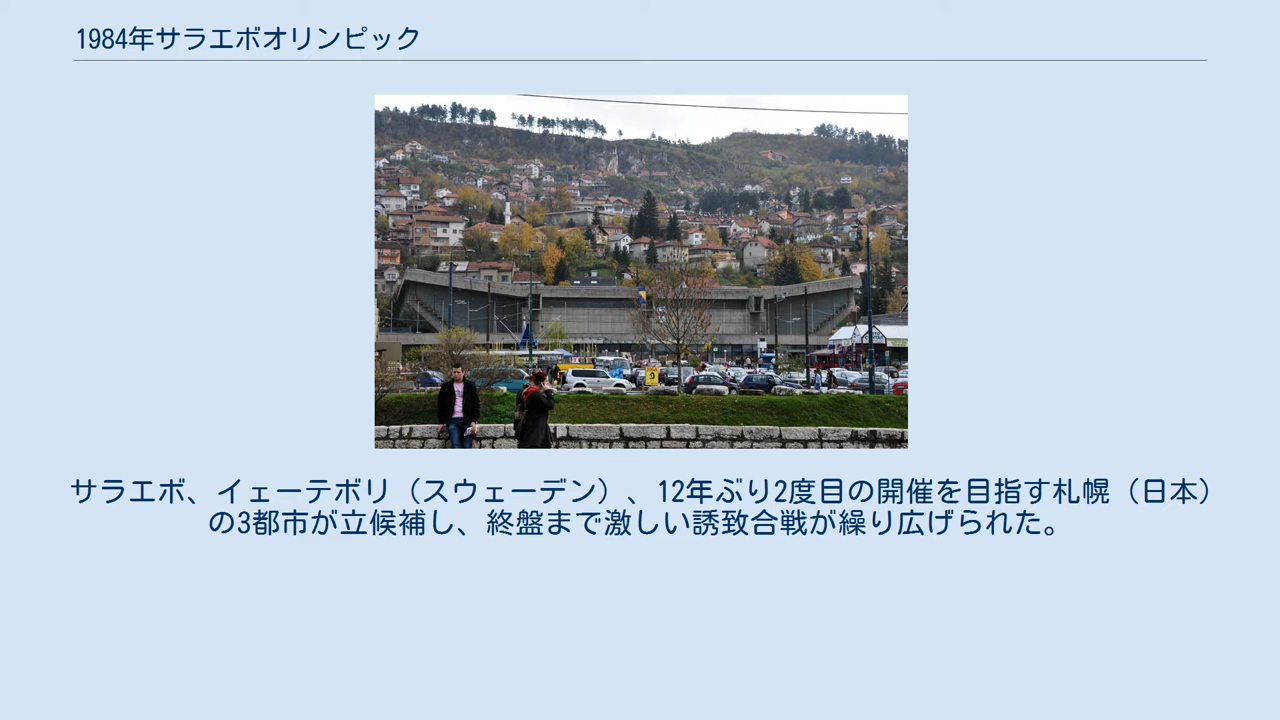 1984年サラエボオリンピック
サラエボ、イェーテボリ（スウェーデン）、12年ぶり2度目の開催を目指す札幌（日本）
の3都市が立候補し、終盤まで激しい誘致合戦が繰り広げられた。